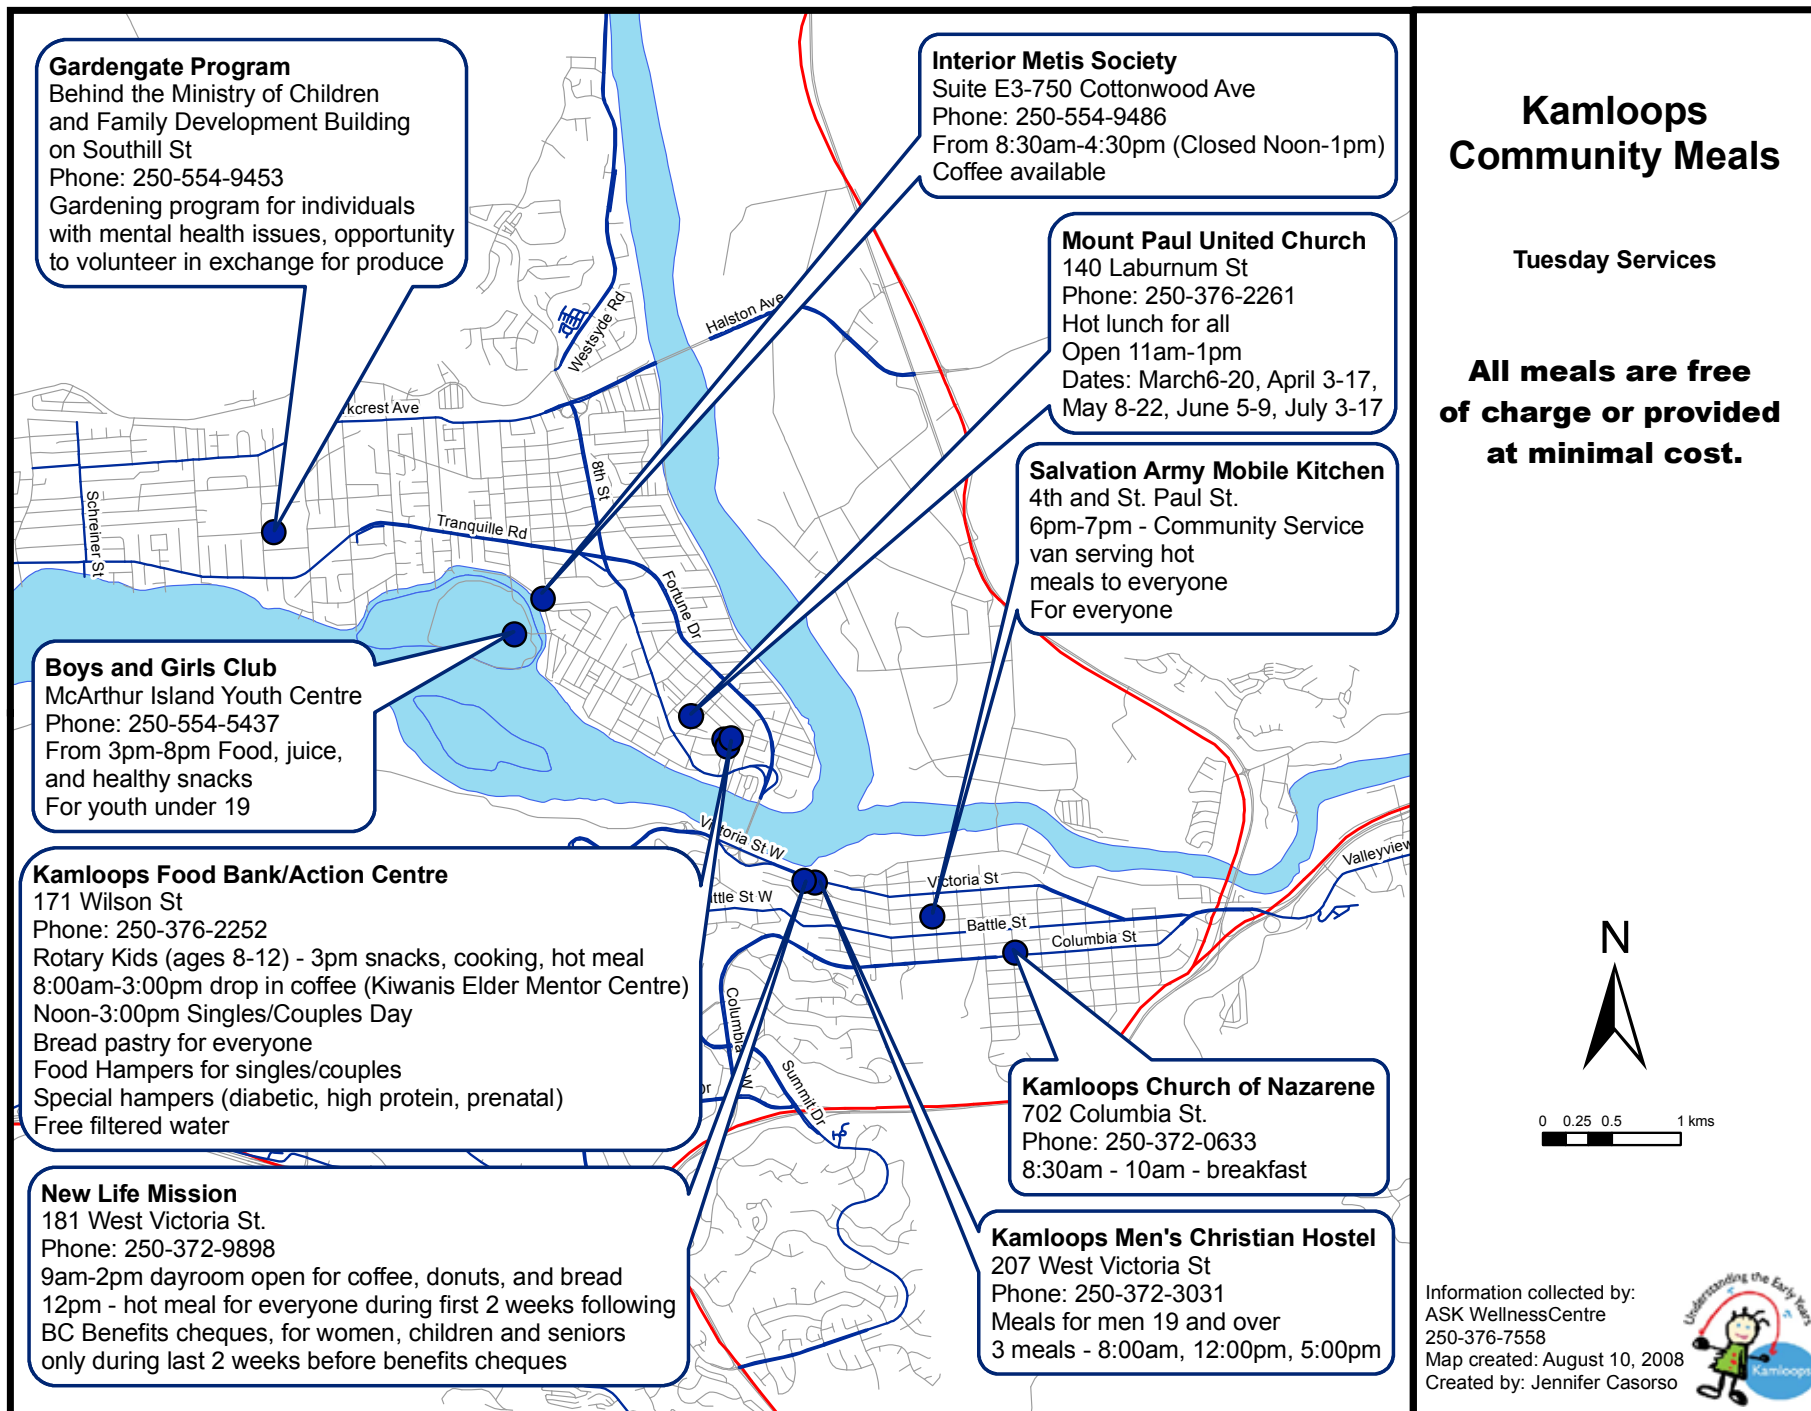 Gardengate Program
Behind the Ministry of Children
and Family Development Building
on Southill St
Phone: 250-554-9453
Gardening program for individuals
with mental health issues, opportunity
to volunteer in exchange for produce
Interior Metis Society
Suite E3-750 Cottonwood Ave
Phone: 250-554-9486
From 8:30am-4:30pm (Closed Noon-1pm)
Coffee available
Mount Paul United Church
140 Laburnum St
Phone: 250-376-2261
Hot lunch for all
Open 11am-1pm
Dates: March6-20, April 3-17,
May 8-22, June 5-9, July 3-17
Salvation Army Mobile Kitchen
4th and St. Paul St.
6pm-7pm - Community Service
van serving hot
meals to everyone
For everyone
Boys and Girls Club
McArthur Island Youth Centre
Phone: 250-554-5437
From 3pm-8pm Food, juice,
and healthy snacks
For youth under 19
Kamloops Food Bank/Action Centre
171 Wilson St
Phone: 250-376-2252
Rotary Kids (ages 8-12) - 3pm snacks, cooking, hot meal
8:00am-3:00pm drop in coffee (Kiwanis Elder Mentor Centre)
Noon-3:00pm Singles/Couples Day
Bread pastry for everyone
Food Hampers for singles/couples
Special hampers (diabetic, high protein, prenatal)
Free filtered water
New Life Mission
181 West Victoria St.
Phone: 250-372-9898
9am-2pm dayroom open for coffee, donuts, and bread
12pm - hot meal for everyone during first 2 weeks following
BC Benefits cheques, for women, children and seniors
only during last 2 weeks before benefits cheques
Kamloops Church of Nazarene
702 Columbia St.
Phone: 250-372-0633
8:30am - 10am - breakfast
Kamloops Men's Christian Hostel
207 West Victoria St
Phone: 250-372-3031
Meals for men 19 and over
3 meals - 8:00am, 12:00pm, 5:00pm
Westsyde Rd
Halston Ave
kcrest Ave
8th St
Schreiner St
Tranquille Rd
Fortune Dr
Victoria St W
ttle St W
Victoria St
Battle St
Columbia St
Valleyview
Columbia W
Summit Dr
Dr
Kamloops
Community Meals
Tuesday Services
All meals are free
of charge or provided
at minimal cost.
N
0 0.25 0.5 1 kms
Information collected by:
ASK WellnessCentre
250-376-7558
Map created: August 10, 2008
Created by: Jennifer Casorso
Understanding the Early Years
Kamloops